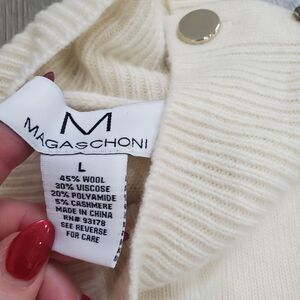 M
MAGASCHONI
L
45% WOOL
30% VISCOSE
20% POLYAMIDE
5% CASHMERE
MADE IN CHINA
RN# 93178
SEE REVERSE
FOR CARE